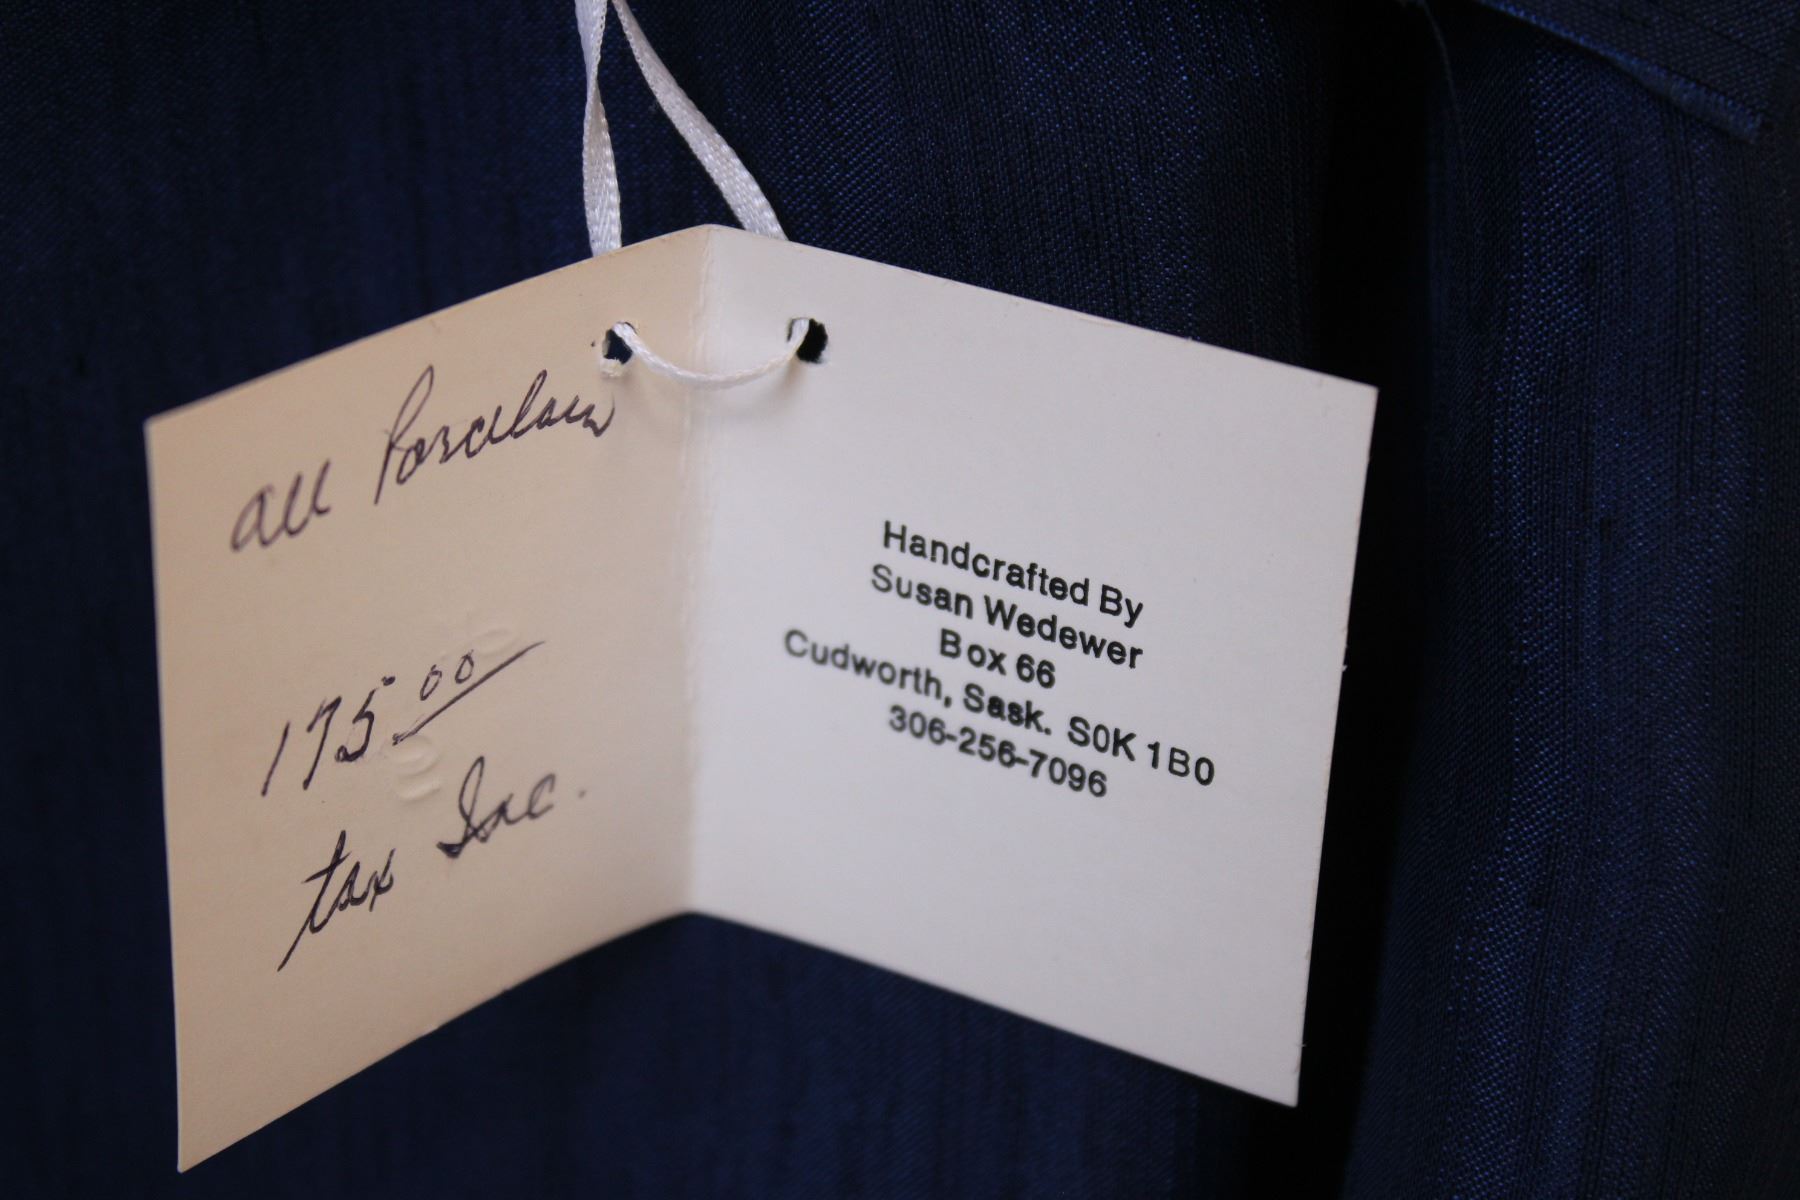 all Porcelain
175 00
tax Inc.
Handcrafted By
Susan Wedewer
Box 66
Cudworth, Sask. S0K 1B0
306-256-7096